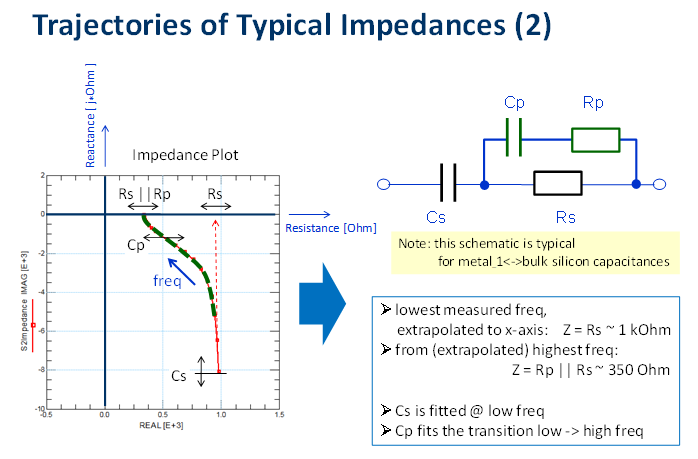 Trajectories of Typical Impedances (2)
Reactance [ j*Ohm ]
Impedance Plot
Rs ||Rp
Rs
Cp
freq
Cs
Resistance [Ohm]
S2Impedance IMAG [E+3]
2
0
-2
-4
-6
-8
-10
-0.5
0.0
0.5
1.0
1.5
REAL [E+3]
Cp
Rp
Cs
Rs
Note: this schematic is typical
for metal_1<->bulk silicon capacitances
➤ lowest measured freq,
extrapolated to x-axis: Z = Rs ~ 1 kOhm
➤ from (extrapolated) highest freq:
Z = Rp || Rs ~ 350 Ohm
➤ Cs is fitted @ low freq
➤ Cp fits the transition low -> high freq